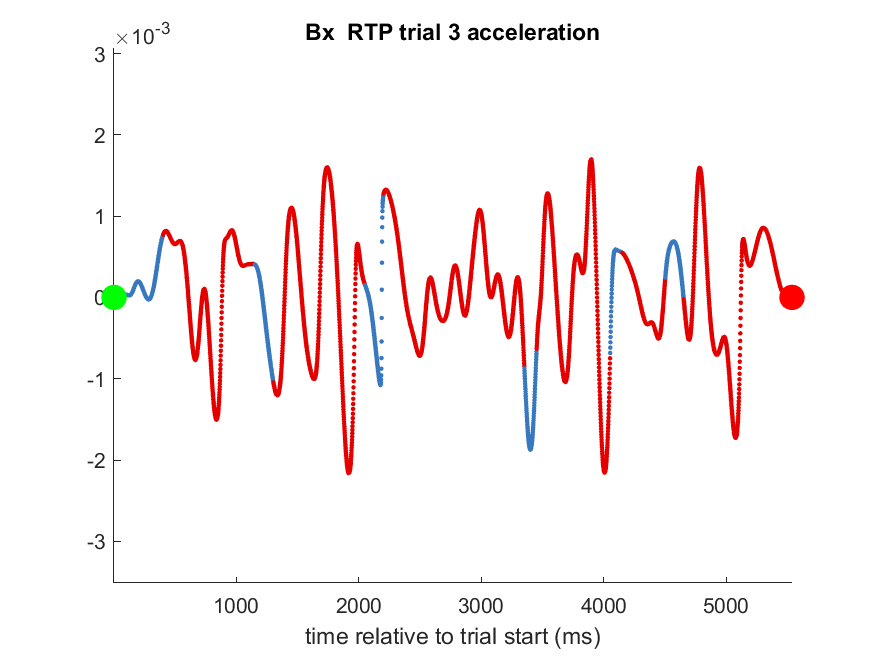 Bx  RTP trial 3 acceleration
×10-3
3
2
1
0
-1
-2
-3
1000 2000 3000 4000 5000
time relative to trial start (ms)